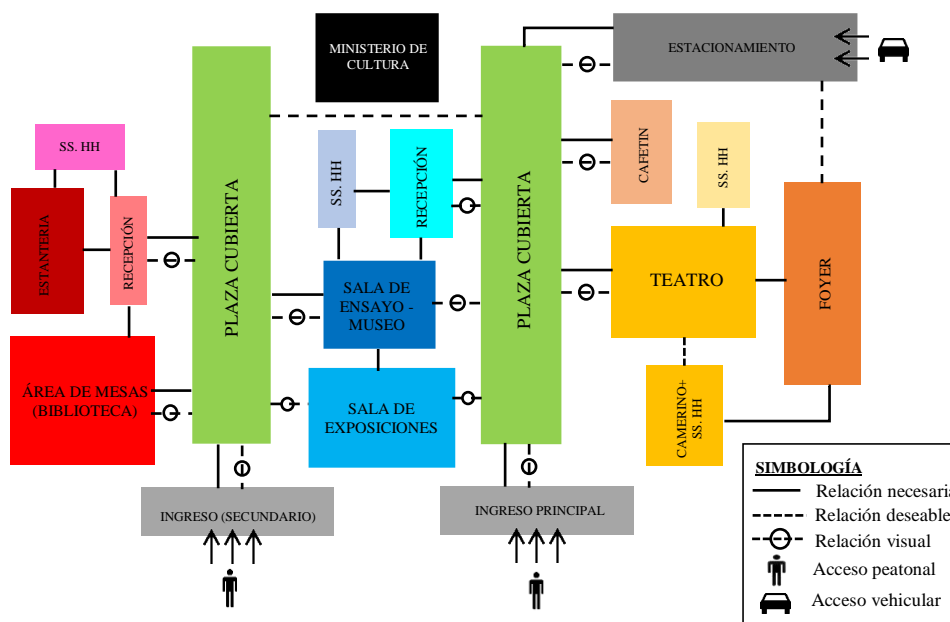 MINISTERIO DE
CULTURA
ESTACIONAMIENTO
SS. HH
ESTANTERIA
RECEPCIÓN
PLAZA CUBIERTA
SS. HH
RECEPCIÓN
PLAZA CUBIERTA
CAFETIN
SS. HH
SALA DE
ENSAYO -
MUSEO
TEATRO
FOYER
ÁREA DE MESAS
(BIBLIOTECA)
SALA DE
EXPOSICIONES
CAMERINO+
SS. HH
INGRESO (SECUNDARIO)
INGRESO PRINCIPAL
SIMBOLOGÍA
Relación necesaria
Relación deseable
Relación visual
Acceso peatonal
Acceso vehicular